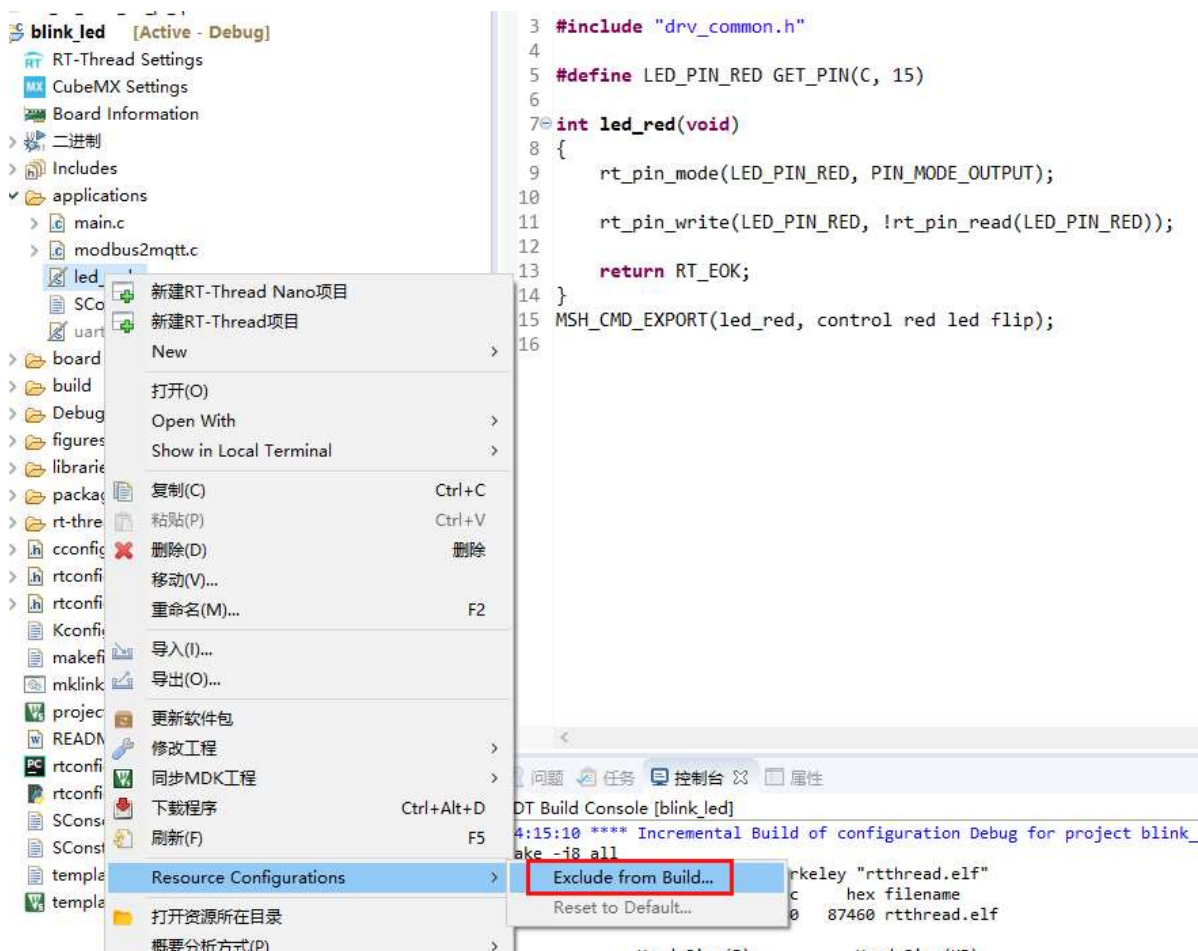 blink_led [Active - Debug]
RT-Thread Settings
CubeMX Settings
Board Information
二进制
Includes
applications
main.c
modbus2mqtt.c
led_
SCo
uart
board
build
Debug
figures
librarie
packag
rt-thre
cconfig
rtconfi
rtconfi
Kconfi
makefi
mklink
projec
READM
rtconfi
rtconfi
SConsc
SConst
templa
templa
新建RT-Thread Nano项目
新建RT-Thread项目
New
打开(O)
Open With
Show in Local Terminal
复制(C) Ctrl+C
粘贴(P) Ctrl+V
删除(D) 删除
移动(V)...
重命名(M)... F2
导入(I)...
导出(O)...
更新软件包
修改工程
同步MDK工程
下载程序 Ctrl+Alt+D
刷新(F) F5
Resource Configurations
打开资源所在目录
概要分析方式(P)
Exclude from Build...
Reset to Default...
3 #include "drv_common.h"
4
5 #define LED_PIN_RED GET_PIN(C, 15)
6
7 int led_red(void)
8 {
9 rt_pin_mode(LED_PIN_RED, PIN_MODE_OUTPUT);
10
11 rt_pin_write(LED_PIN_RED, !rt_pin_read(LED_PIN_RED));
12
13 return RT_EOK;
14 }
15 MSH_CMD_EXPORT(led_red, control red led flip);
16
问题 任务 控制台 属性
DT Build Console [blink_led]
4:15:10 **** Incremental Build of configuration Debug for project blink_
ake -j8 all
rkeley "rtthread.elf"
c hex filename
0 87460 rtthread.elf